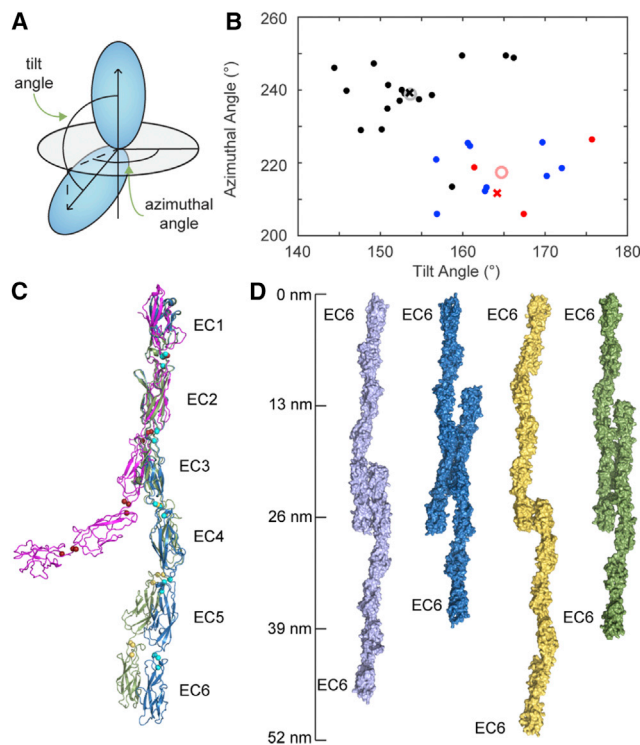 A
tilt
angle
azimuthal
angle
B
Azimuthal Angle (°)
260
240
220
200
140 150 160 170 180
Tilt Angle (°)
C
EC1
EC2
EC3
EC4
EC5
EC6
D
0 nm
13 nm
26 nm
39 nm
52 nm
EC6 EC6 EC6 EC6
EC6
EC6
EC6
EC6